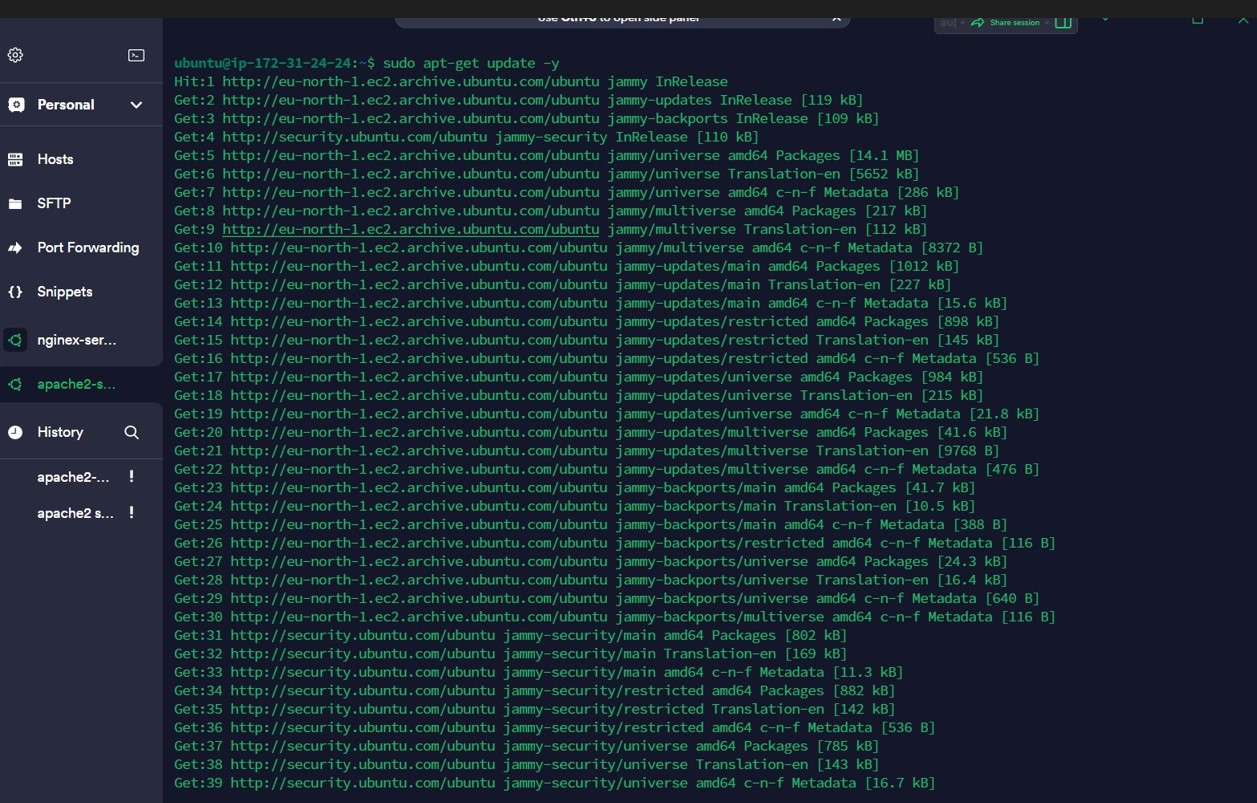 use Ctrl+J to open side panel
Share session
Personal
Hosts
SFTP
Port Forwarding
Snippets
nginex-ser...
apache2-s...
History
apache2-... !
apache2 s... !
ubuntu@ip-172-31-24-24:~$ sudo apt-get update -y
Hit:1 http://eu-north-1.ec2.archive.ubuntu.com/ubuntu jammy InRelease
Get:2 http://eu-north-1.ec2.archive.ubuntu.com/ubuntu jammy-updates InRelease [119 kB]
Get:3 http://eu-north-1.ec2.archive.ubuntu.com/ubuntu jammy-backports InRelease [109 kB]
Get:4 http://security.ubuntu.com/ubuntu jammy-security InRelease [110 kB]
Get:5 http://eu-north-1.ec2.archive.ubuntu.com/ubuntu jammy/universe amd64 Packages [14.1 MB]
Get:6 http://eu-north-1.ec2.archive.ubuntu.com/ubuntu jammy/universe Translation-en [5652 kB]
Get:7 http://eu-north-1.ec2.archive.ubuntu.com/ubuntu jammy/universe amd64 c-n-f Metadata [286 kB]
Get:8 http://eu-north-1.ec2.archive.ubuntu.com/ubuntu jammy/multiverse amd64 Packages [217 kB]
Get:9 http://eu-north-1.ec2.archive.ubuntu.com/ubuntu jammy/multiverse Translation-en [112 kB]
Get:10 http://eu-north-1.ec2.archive.ubuntu.com/ubuntu jammy/multiverse amd64 c-n-f Metadata [8372 B]
Get:11 http://eu-north-1.ec2.archive.ubuntu.com/ubuntu jammy-updates/main amd64 Packages [1012 kB]
Get:12 http://eu-north-1.ec2.archive.ubuntu.com/ubuntu jammy-updates/main Translation-en [227 kB]
Get:13 http://eu-north-1.ec2.archive.ubuntu.com/ubuntu jammy-updates/main amd64 c-n-f Metadata [15.6 kB]
Get:14 http://eu-north-1.ec2.archive.ubuntu.com/ubuntu jammy-updates/restricted amd64 Packages [898 kB]
Get:15 http://eu-north-1.ec2.archive.ubuntu.com/ubuntu jammy-updates/restricted Translation-en [145 kB]
Get:16 http://eu-north-1.ec2.archive.ubuntu.com/ubuntu jammy-updates/restricted amd64 c-n-f Metadata [536 B]
Get:17 http://eu-north-1.ec2.archive.ubuntu.com/ubuntu jammy-updates/universe amd64 Packages [984 kB]
Get:18 http://eu-north-1.ec2.archive.ubuntu.com/ubuntu jammy-updates/universe Translation-en [215 kB]
Get:19 http://eu-north-1.ec2.archive.ubuntu.com/ubuntu jammy-updates/universe amd64 c-n-f Metadata [21.8 kB]
Get:20 http://eu-north-1.ec2.archive.ubuntu.com/ubuntu jammy-updates/multiverse amd64 Packages [41.6 kB]
Get:21 http://eu-north-1.ec2.archive.ubuntu.com/ubuntu jammy-updates/multiverse Translation-en [9768 B]
Get:22 http://eu-north-1.ec2.archive.ubuntu.com/ubuntu jammy-updates/multiverse amd64 c-n-f Metadata [476 B]
Get:23 http://eu-north-1.ec2.archive.ubuntu.com/ubuntu jammy-backports/main amd64 Packages [41.7 kB]
Get:24 http://eu-north-1.ec2.archive.ubuntu.com/ubuntu jammy-backports/main Translation-en [10.5 kB]
Get:25 http://eu-north-1.ec2.archive.ubuntu.com/ubuntu jammy-backports/main amd64 c-n-f Metadata [388 B]
Get:26 http://eu-north-1.ec2.archive.ubuntu.com/ubuntu jammy-backports/restricted amd64 c-n-f Metadata [116 B]
Get:27 http://eu-north-1.ec2.archive.ubuntu.com/ubuntu jammy-backports/universe amd64 Packages [24.3 kB]
Get:28 http://eu-north-1.ec2.archive.ubuntu.com/ubuntu jammy-backports/universe Translation-en [16.4 kB]
Get:29 http://eu-north-1.ec2.archive.ubuntu.com/ubuntu jammy-backports/universe amd64 c-n-f Metadata [640 B]
Get:30 http://eu-north-1.ec2.archive.ubuntu.com/ubuntu jammy-backports/multiverse amd64 c-n-f Metadata [116 B]
Get:31 http://security.ubuntu.com/ubuntu jammy-security/main amd64 Packages [802 kB]
Get:32 http://security.ubuntu.com/ubuntu jammy-security/main Translation-en [169 kB]
Get:33 http://security.ubuntu.com/ubuntu jammy-security/main amd64 c-n-f Metadata [11.3 kB]
Get:34 http://security.ubuntu.com/ubuntu jammy-security/restricted amd64 Packages [882 kB]
Get:35 http://security.ubuntu.com/ubuntu jammy-security/restricted Translation-en [142 kB]
Get:36 http://security.ubuntu.com/ubuntu jammy-security/restricted amd64 c-n-f Metadata [536 B]
Get:37 http://security.ubuntu.com/ubuntu jammy-security/universe amd64 Packages [785 kB]
Get:38 http://security.ubuntu.com/ubuntu jammy-security/universe Translation-en [143 kB]
Get:39 http://security.ubuntu.com/ubuntu jammy-security/universe amd64 c-n-f Metadata [16.7 kB]